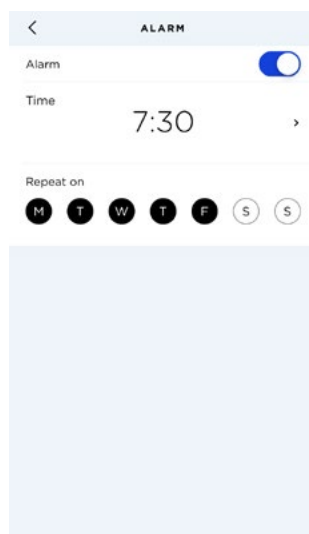 ALARM
Alarm
Time
7:30
Repeat on
M T W T F S S